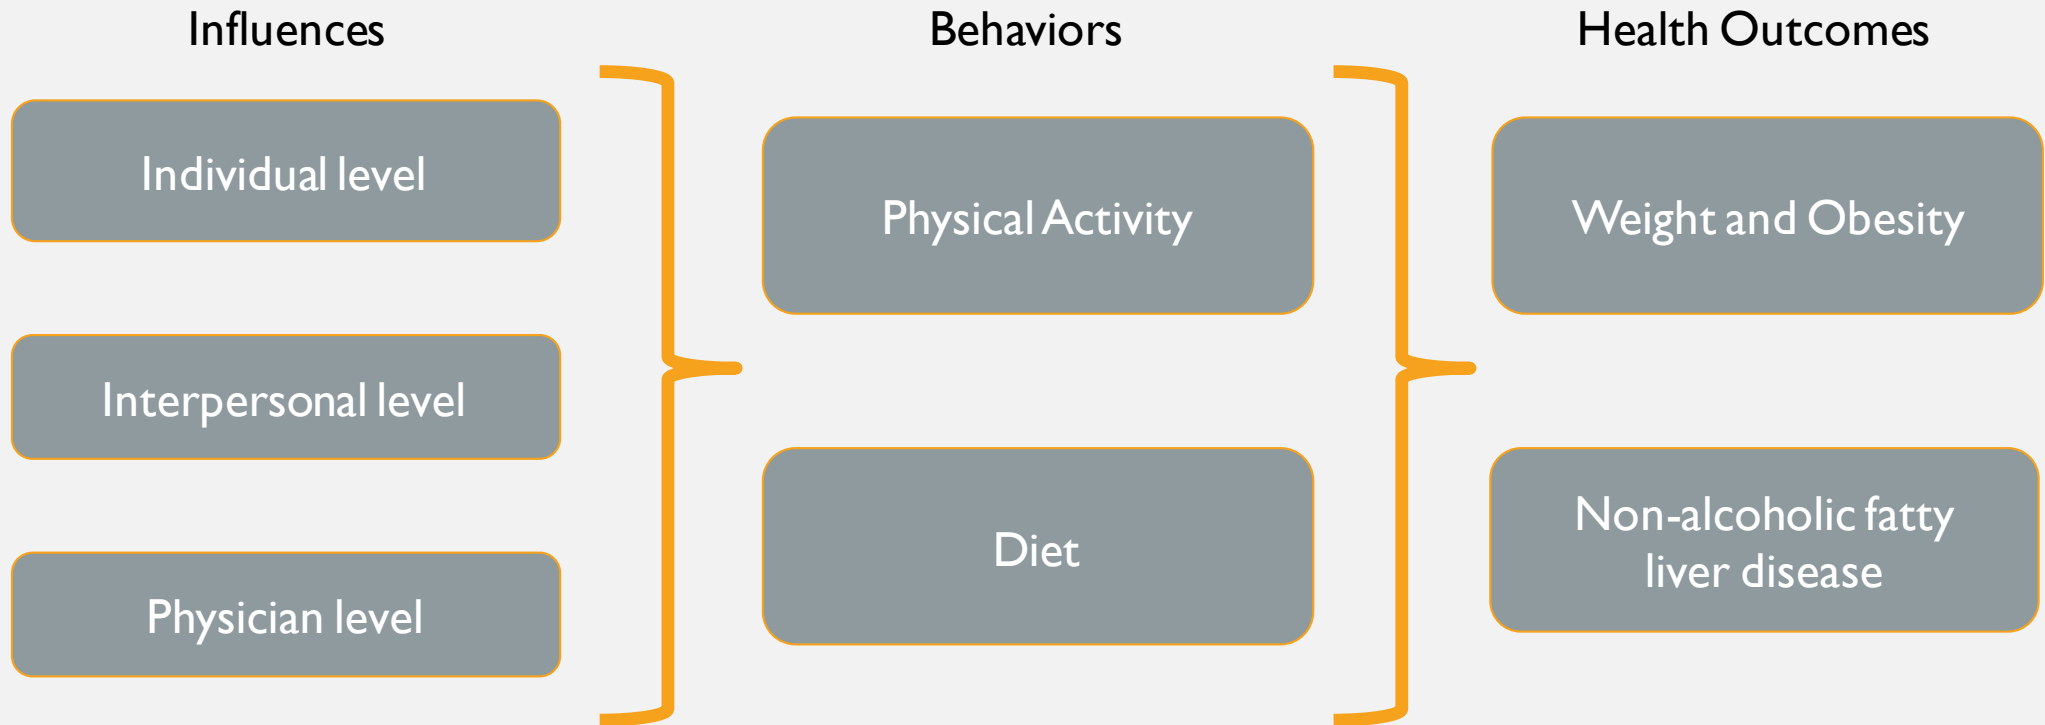 Influences
Individual level
Interpersonal level
Physician level
Behaviors
Physical Activity
Diet
Health Outcomes
Weight and Obesity
Non-alcoholic fatty
liver disease